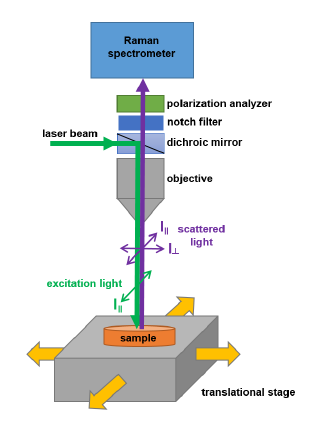 Raman
spectrometer
polarization analyzer
notch filter
laser beam
dichroic mirror
objective
I||
scattered
light
I⊥
excitation light
I||
sample
translational stage